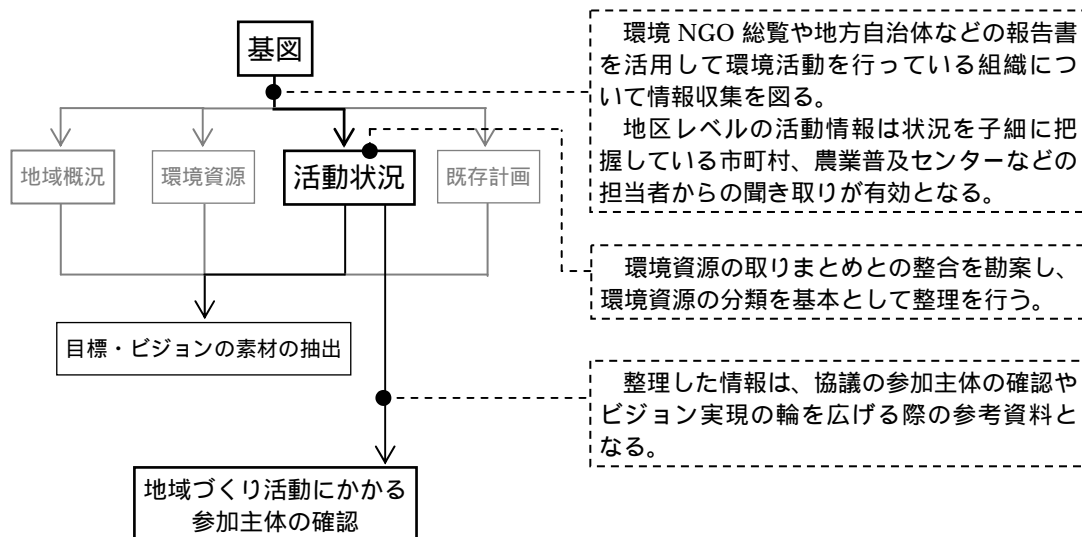 基図
地域概況
環境資源
活動状況
既存計画
目標・ビジョンの素材の抽出
地域づくり活動にかかる
参加主体の確認
環境 NGO 総覧や地方自治体などの報告書
を活用して環境活動を行っている組織につ
いて情報収集を図る。
地区レベルの活動情報は状況を子細に把
握している市町村、農業普及センターなどの
担当者からの聞き取りが有効となる。
環境資源の取りまとめとの整合を勘案し、
環境資源の分類を基本として整理を行う。
整理した情報は、協議の参加主体の確認や
ビジョン実現の輪を広げる際の参考資料と
なる。